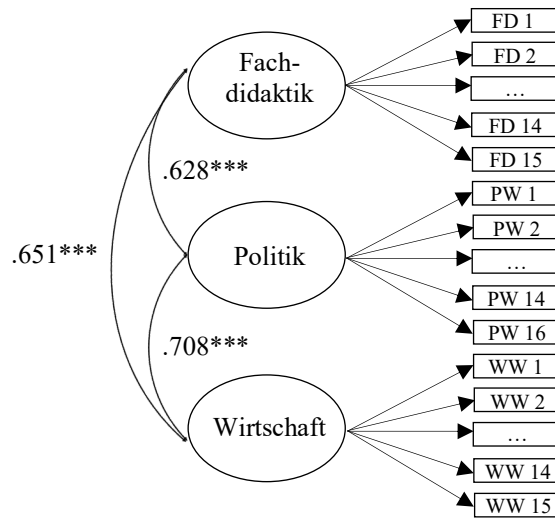 Fach-
didaktik
Politik
Wirtschaft
.628***
.651***
.708***
FD 1
FD 2
…
FD 14
FD 15
PW 1
PW 2
…
PW 14
PW 16
WW 1
WW 2
…
WW 14
WW 15